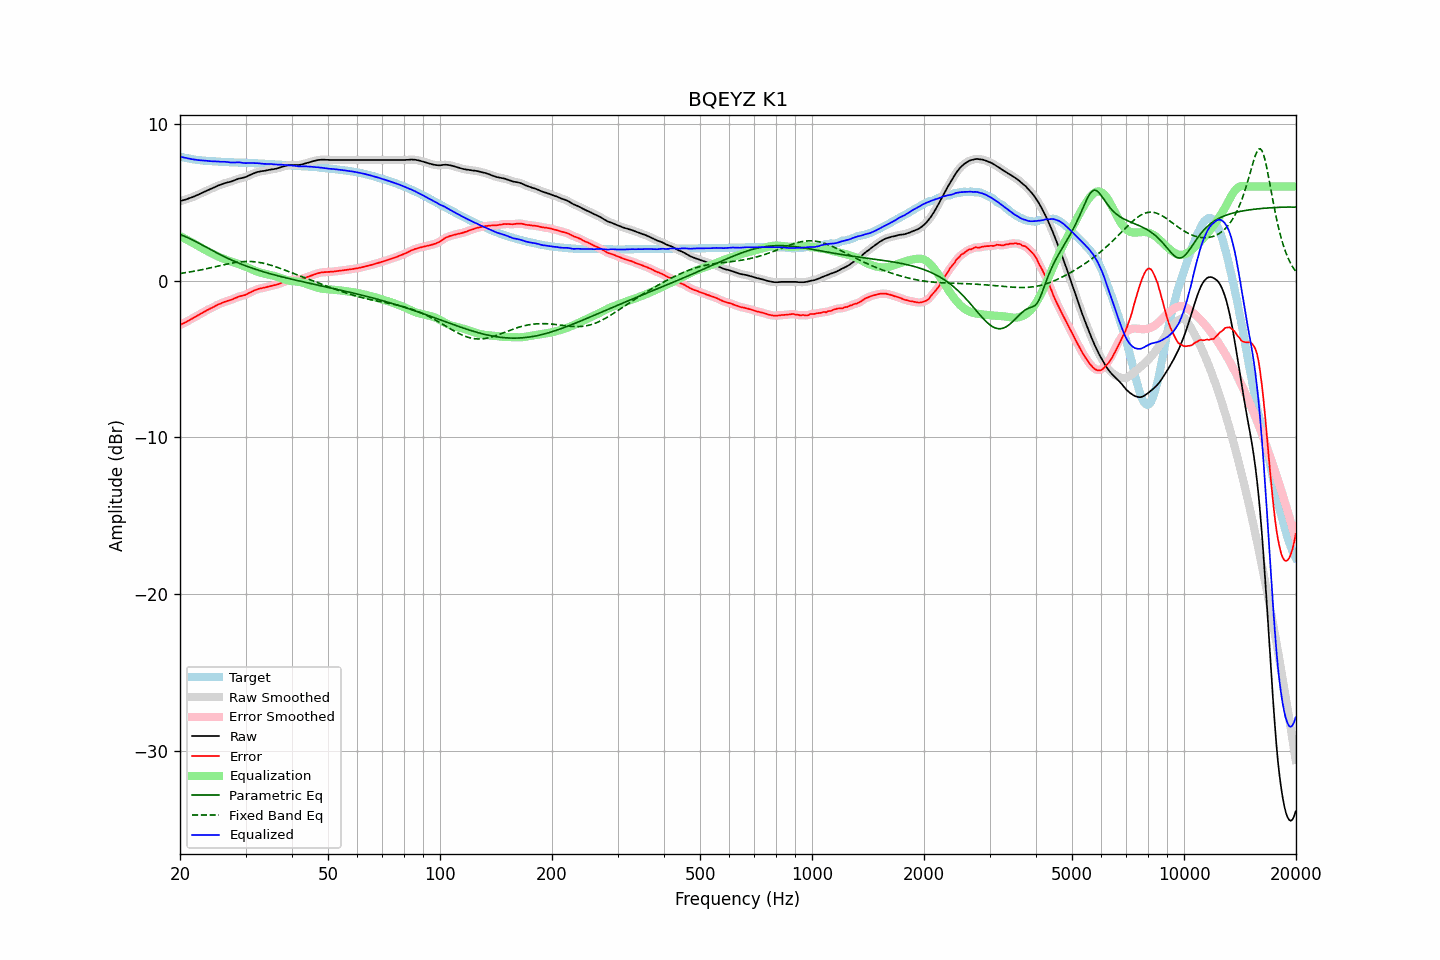 BQEYZ K1
Amplitude (dBr)
10
0
−10
−20
−30
Target
Raw Smoothed
Error Smoothed
Raw
Error
Equalization
Parametric Eq
Fixed Band Eq
Equalized
20 50 100 200 500 1000 2000 5000 10000 20000
Frequency (Hz)